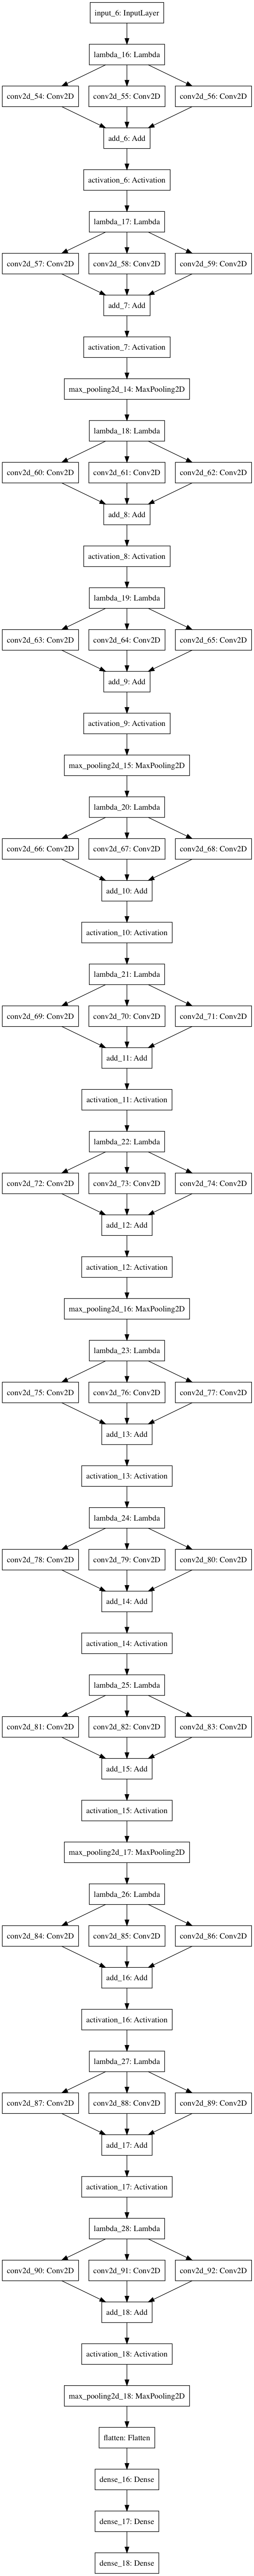 input_6: InputLayer
lambda_16: Lambda
conv2d_54: Conv2D conv2d_55: Conv2D conv2d_56: Conv2D
add_6: Add
activation_6: Activation
lambda_17: Lambda
conv2d_57: Conv2D conv2d_58: Conv2D conv2d_59: Conv2D
add_7: Add
activation_7: Activation
max_pooling2d_14: MaxPooling2D
lambda_18: Lambda
conv2d_60: Conv2D conv2d_61: Conv2D conv2d_62: Conv2D
add_8: Add
activation_8: Activation
lambda_19: Lambda
conv2d_63: Conv2D conv2d_64: Conv2D conv2d_65: Conv2D
add_9: Add
activation_9: Activation
max_pooling2d_15: MaxPooling2D
lambda_20: Lambda
conv2d_66: Conv2D conv2d_67: Conv2D conv2d_68: Conv2D
add_10: Add
activation_10: Activation
lambda_21: Lambda
conv2d_69: Conv2D conv2d_70: Conv2D conv2d_71: Conv2D
add_11: Add
activation_11: Activation
lambda_22: Lambda
conv2d_72: Conv2D conv2d_73: Conv2D conv2d_74: Conv2D
add_12: Add
activation_12: Activation
max_pooling2d_16: MaxPooling2D
lambda_23: Lambda
conv2d_75: Conv2D conv2d_76: Conv2D conv2d_77: Conv2D
add_13: Add
activation_13: Activation
lambda_24: Lambda
conv2d_78: Conv2D conv2d_79: Conv2D conv2d_80: Conv2D
add_14: Add
activation_14: Activation
lambda_25: Lambda
conv2d_81: Conv2D conv2d_82: Conv2D conv2d_83: Conv2D
add_15: Add
activation_15: Activation
max_pooling2d_17: MaxPooling2D
lambda_26: Lambda
conv2d_84: Conv2D conv2d_85: Conv2D conv2d_86: Conv2D
add_16: Add
activation_16: Activation
lambda_27: Lambda
conv2d_87: Conv2D conv2d_88: Conv2D conv2d_89: Conv2D
add_17: Add
activation_17: Activation
lambda_28: Lambda
conv2d_90: Conv2D conv2d_91: Conv2D conv2d_92: Conv2D
add_18: Add
activation_18: Activation
max_pooling2d_18: MaxPooling2D
flatten: Flatten
dense_16: Dense
dense_17: Dense
dense_18: Dense